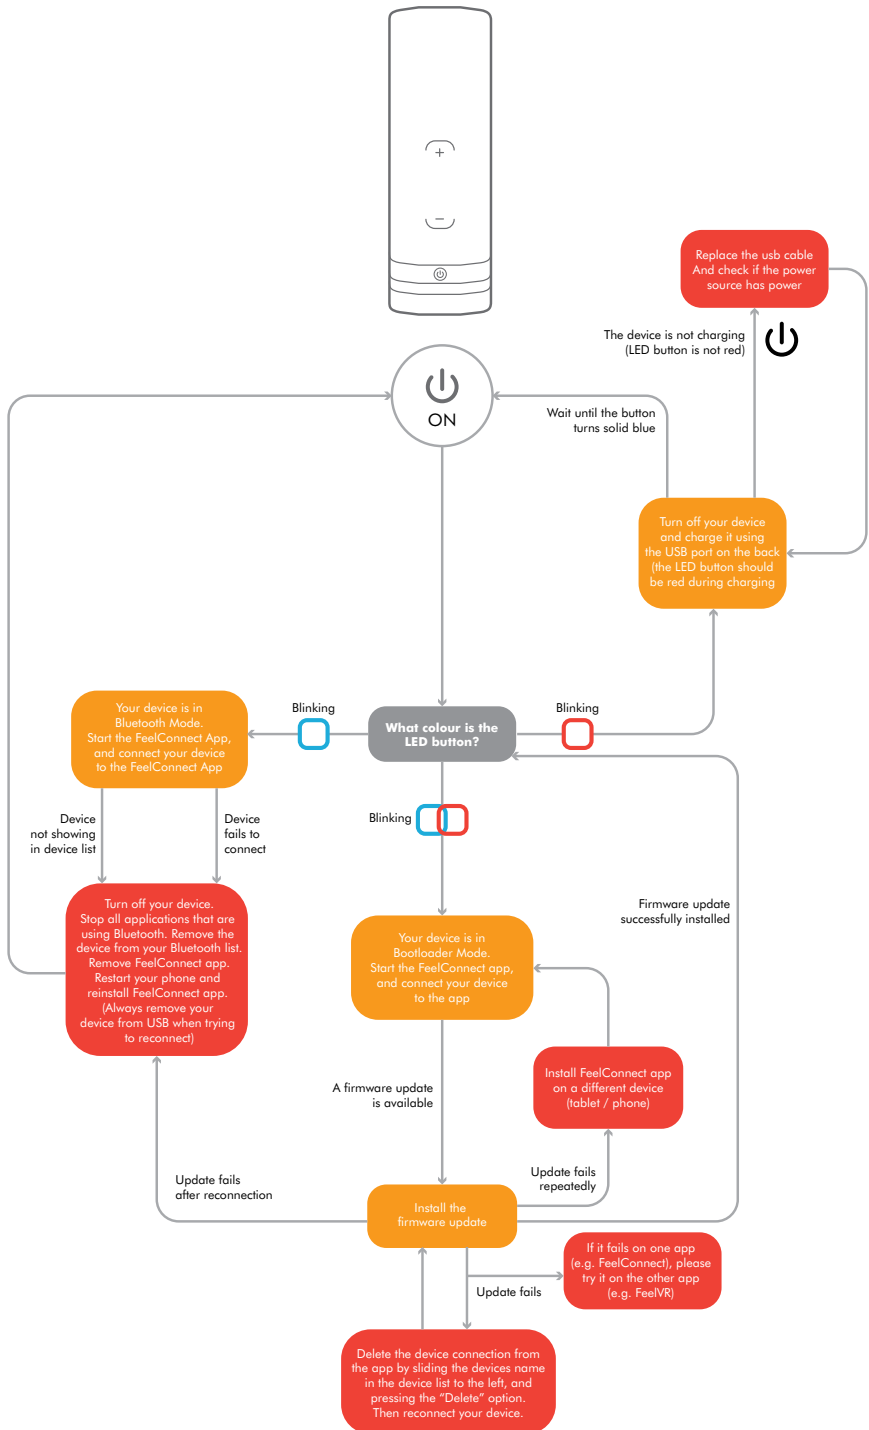 +
−
Replace the usb cable
And check if the power
source has power
The device is not charging
(LED button is not red)
ON
Wait until the button
turns solid blue
Turn off your device
and charge it using
the USB port on the back
(the LED button should
be red during charging
Your device is in
Bluetooth Mode.
Start the FeelConnect App,
and connect your device
to the FeelConnect App
Blinking
What colour is the
LED button?
Blinking
Device
not showing
in device list
Device
fails to
connect
Blinking
Turn off your device.
Stop all applications that are
using Bluetooth. Remove the
device from your Bluetooth list.
Remove FeelConnect app.
Restart your phone and
reinstall FeelConnect app.
(Always remove your
device from USB when trying
to reconnect)
Your device is in
Bootloader Mode.
Start the FeelConnect app,
and connect your device
to the app
Firmware update
successfully installed
A firmware update
is available
Install FeelConnect app
on a different device
(tablet / phone)
Update fails
after reconnection
Update fails
repeatedly
Install the
firmware update
If it fails on one app
(e.g. FeelConnect), please
try it on the other app
(e.g. FeelVR)
Update fails
Delete the device connection from
the app by sliding the devices name
in the device list to the left, and
pressing the “Delete” option.
Then reconnect your device.